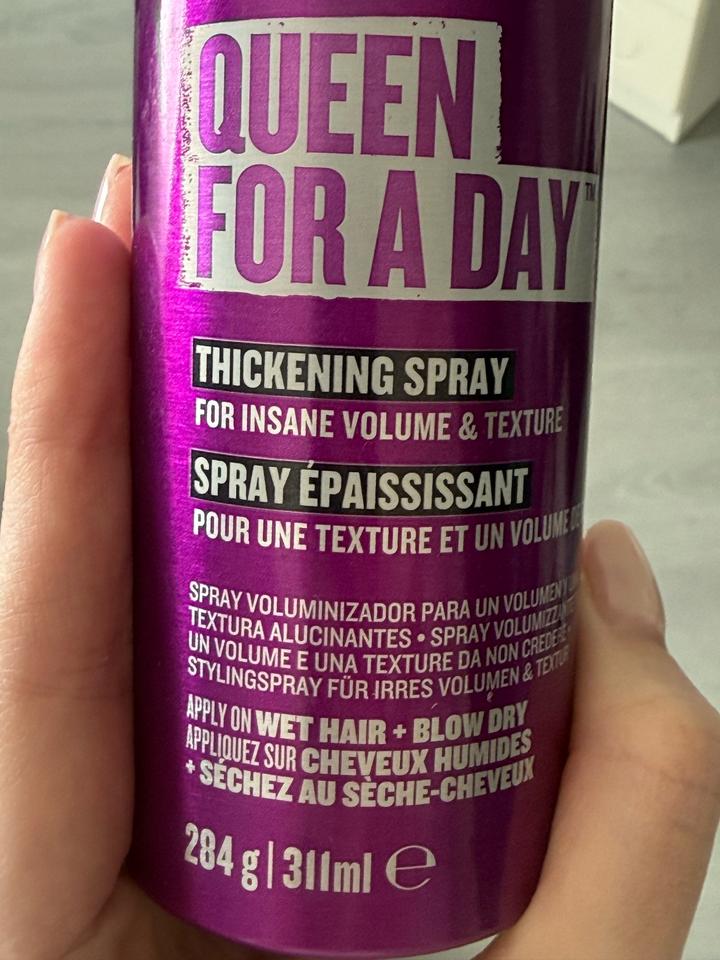 QUEEN
FOR A DAY™
THICKENING SPRAY
FOR INSANE VOLUME & TEXTURE
SPRAY ÉPAISSISSANT
POUR UNE TEXTURE ET UN VOLUME
SPRAY VOLUMINIZADOR PARA UN VOLUMEN Y
TEXTURA ALUCINANTES • SPRAY
UN VOLUME E UNA TEXTURE DA NON
STYLINGSPRAY FÜR IRRES VOLUMEN &
APPLY ON WET HAIR + BLOW DRY
APPLIQUEZ SUR CHEVEUX HUMIDES
+ SÉCHEZ AU SÈCHE-CHEVEUX
284 g | 311ml ℮